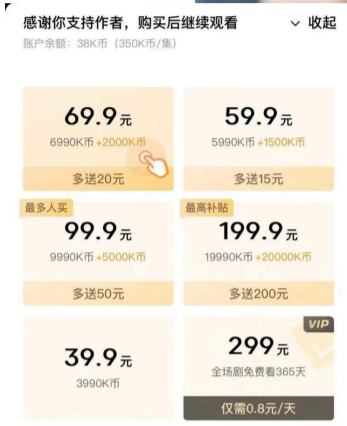 感谢你支持作者，购买后继续观看
收起
账户余额：38K币（350K币/集）
69.9元
6990K币+2000K币
多送20元
59.9元
5990K币+1500K币
多送15元
最多人买
99.9元
9990K币+5000K币
多送50元
最高补贴
199.9元
19990K币+20000K币
多送200元
39.9元
3990K币
VIP
299元
全场剧免费看365天
仅需0.8元/天